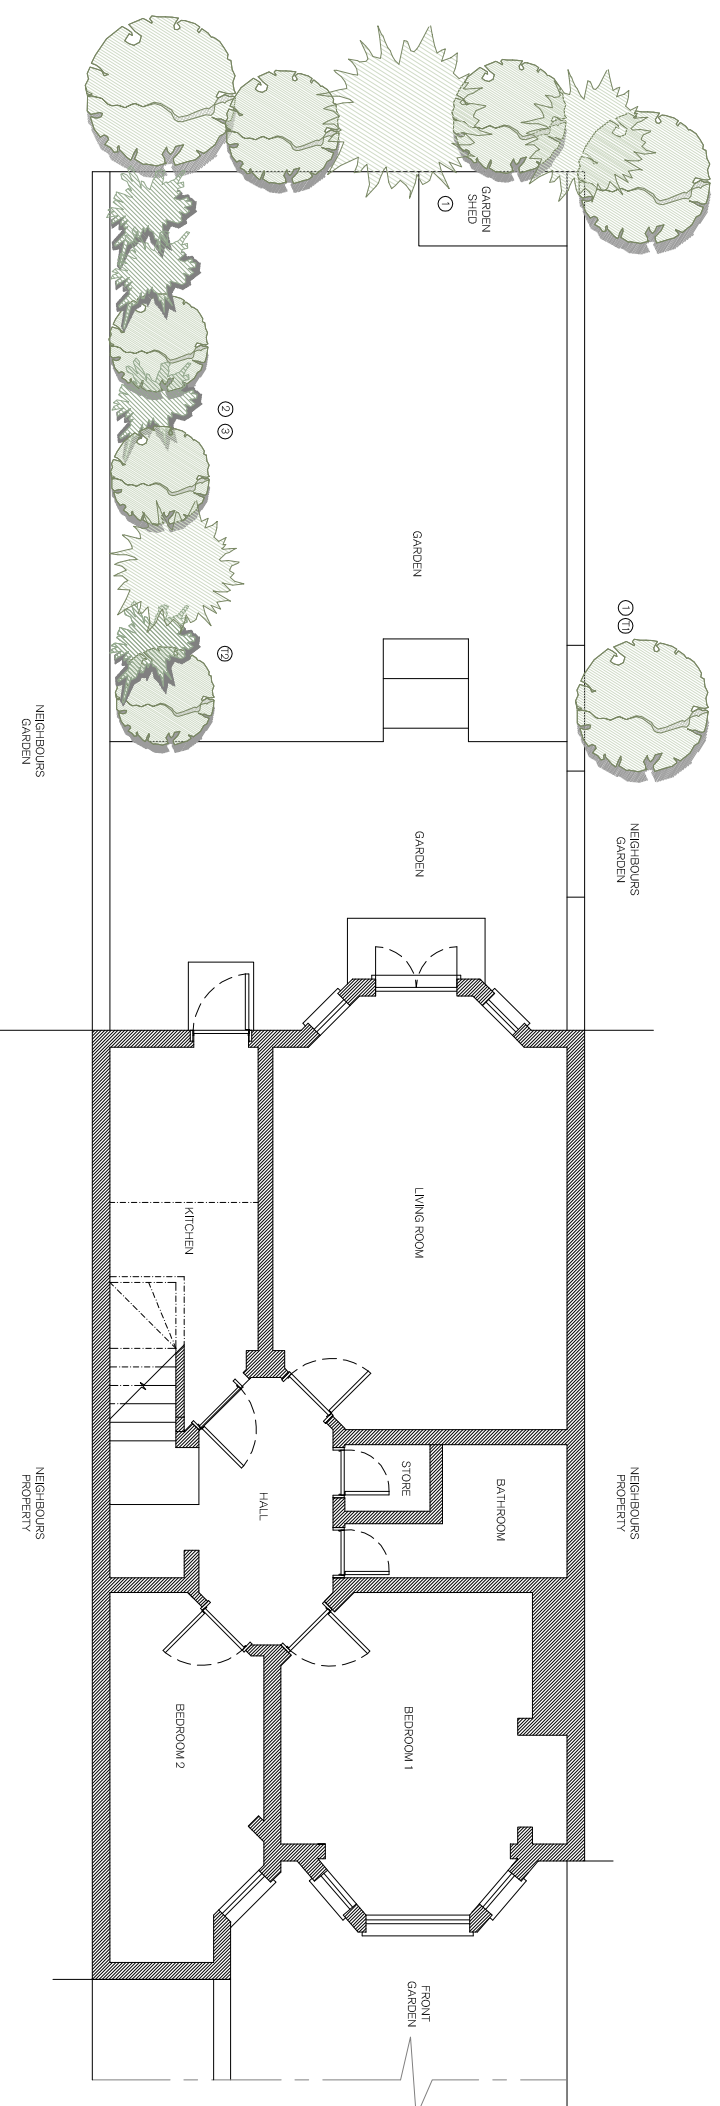 GARDEN
SHED
1
2
3
GARDEN
1
T1
T2
NEIGHBOURS
GARDEN
NEIGHBOURS
GARDEN
GARDEN
LIVING ROOM
KITCHEN
NEIGHBOURS
PROPERTY
NEIGHBOURS
PROPERTY
STORE
BATHROOM
HALL
BEDROOM 1
BEDROOM 2
FRONT
GARDEN